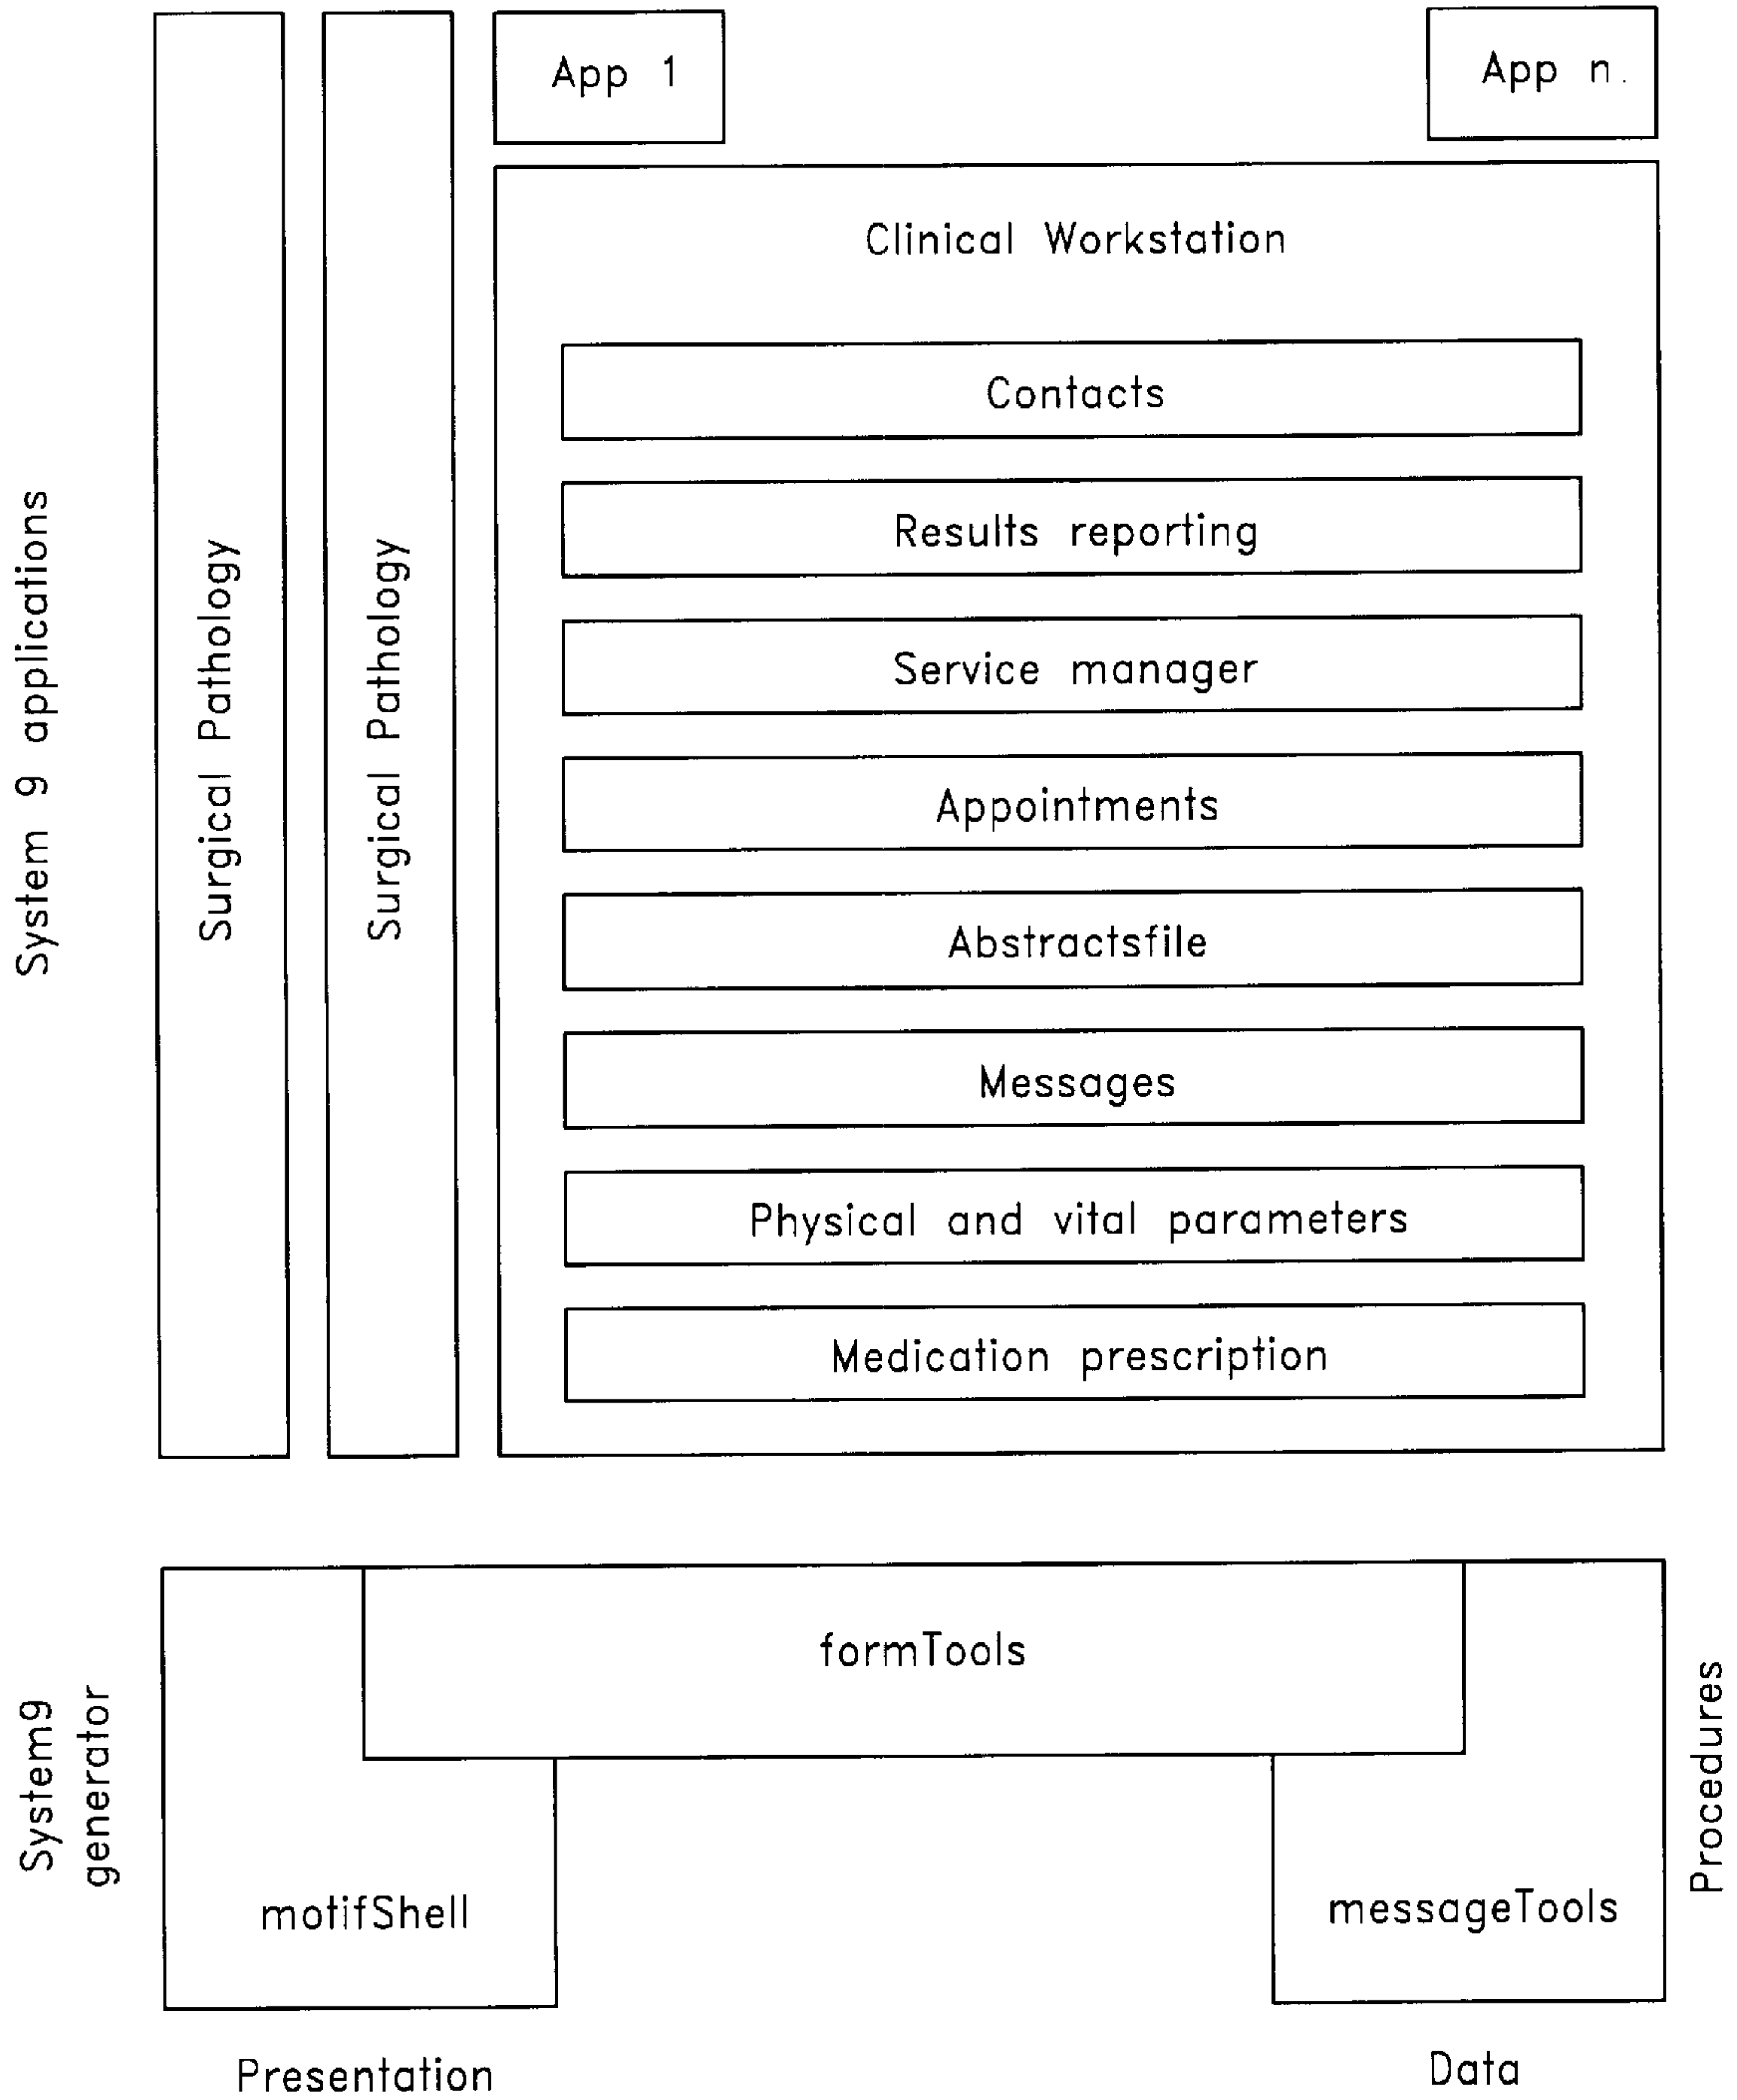 App 1
App n.
Clinical Workstation
System 9 applications
Surgical Pathology
Surgical Pathology
Contacts
Results reporting
Service manager
Appointments
Abstractsfile
Messages
Physical and vital parameters
Medication prescription
System9
generator
formTools
Procedures
motifShell
messageTools
Presentation
Data